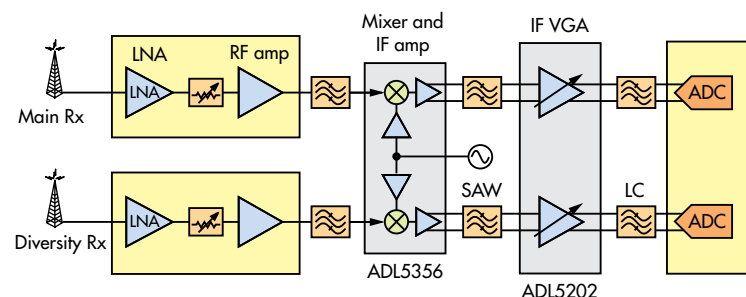 Mixer and
IF amp
IF VGA
LNA
RF amp
LNA
ADC
Main Rx
SAW
LC
LNA
ADC
Diversity Rx
ADL5356
ADL5202